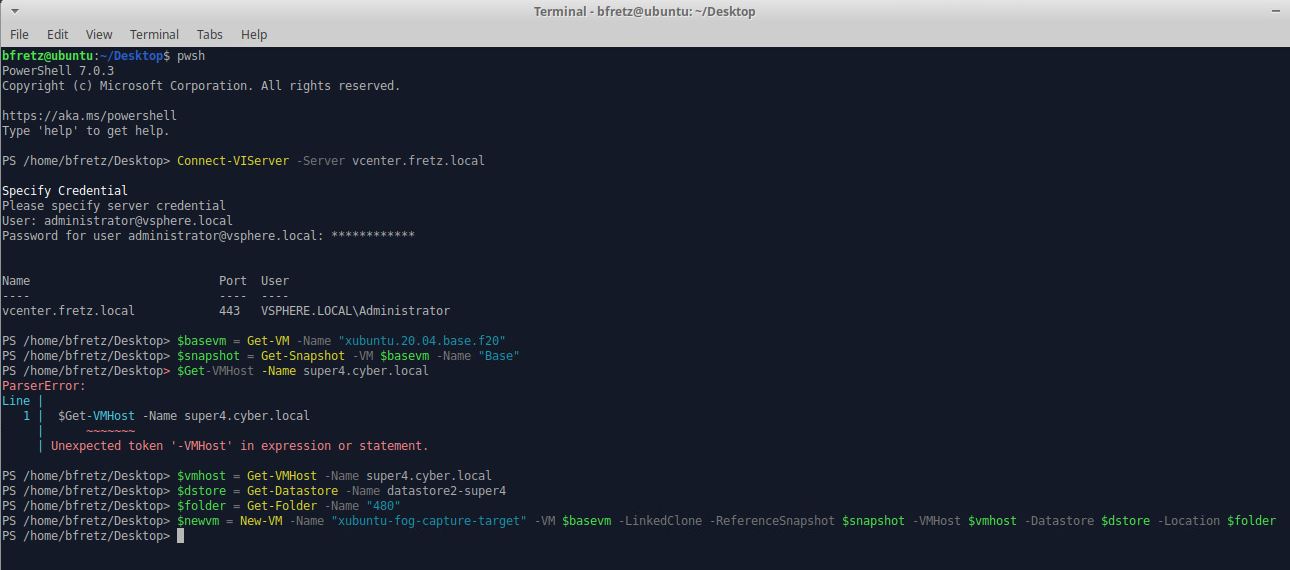 Terminal - bfretz@ubuntu: ~/Desktop
File Edit View Terminal Tabs Help
bfretz@ubuntu:~/Desktop$ pwsh
PowerShell 7.0.3
Copyright (c) Microsoft Corporation. All rights reserved.
https://aka.ms/powershell
Type 'help' to get help.
PS /home/bfretz/Desktop> Connect-VIServer -Server vcenter.fretz.local
Specify Credential
Please specify server credential
User: administrator@vsphere.local
Password for user administrator@vsphere.local: ************
Name                           Port  User
----                           ----  ----
vcenter.fretz.local            443   VSPHERE.LOCAL\Administrator
PS /home/bfretz/Desktop> $basevm = Get-VM -Name "xubuntu.20.04.base.f20"
PS /home/bfretz/Desktop> $snapshot = Get-Snapshot -VM $basevm -Name "Base"
PS /home/bfretz/Desktop> $Get-VMHost -Name super4.cyber.local
ParserError:
Line |
   1 |  $Get-VMHost -Name super4.cyber.local
     |      ~~~~~~~
     | Unexpected token '-VMHost' in expression or statement.
PS /home/bfretz/Desktop> $vmhost = Get-VMHost -Name super4.cyber.local
PS /home/bfretz/Desktop> $dstore = Get-Datastore -Name datastore2-super4
PS /home/bfretz/Desktop> $folder = Get-Folder -Name "480"
PS /home/bfretz/Desktop> $newvm = New-VM -Name "xubuntu-fog-capture-target" -VM $basevm -LinkedClone -ReferenceSnapshot $snapshot -VMHost $vmhost -Datastore $dstore -Location $folder
PS /home/bfretz/Desktop>